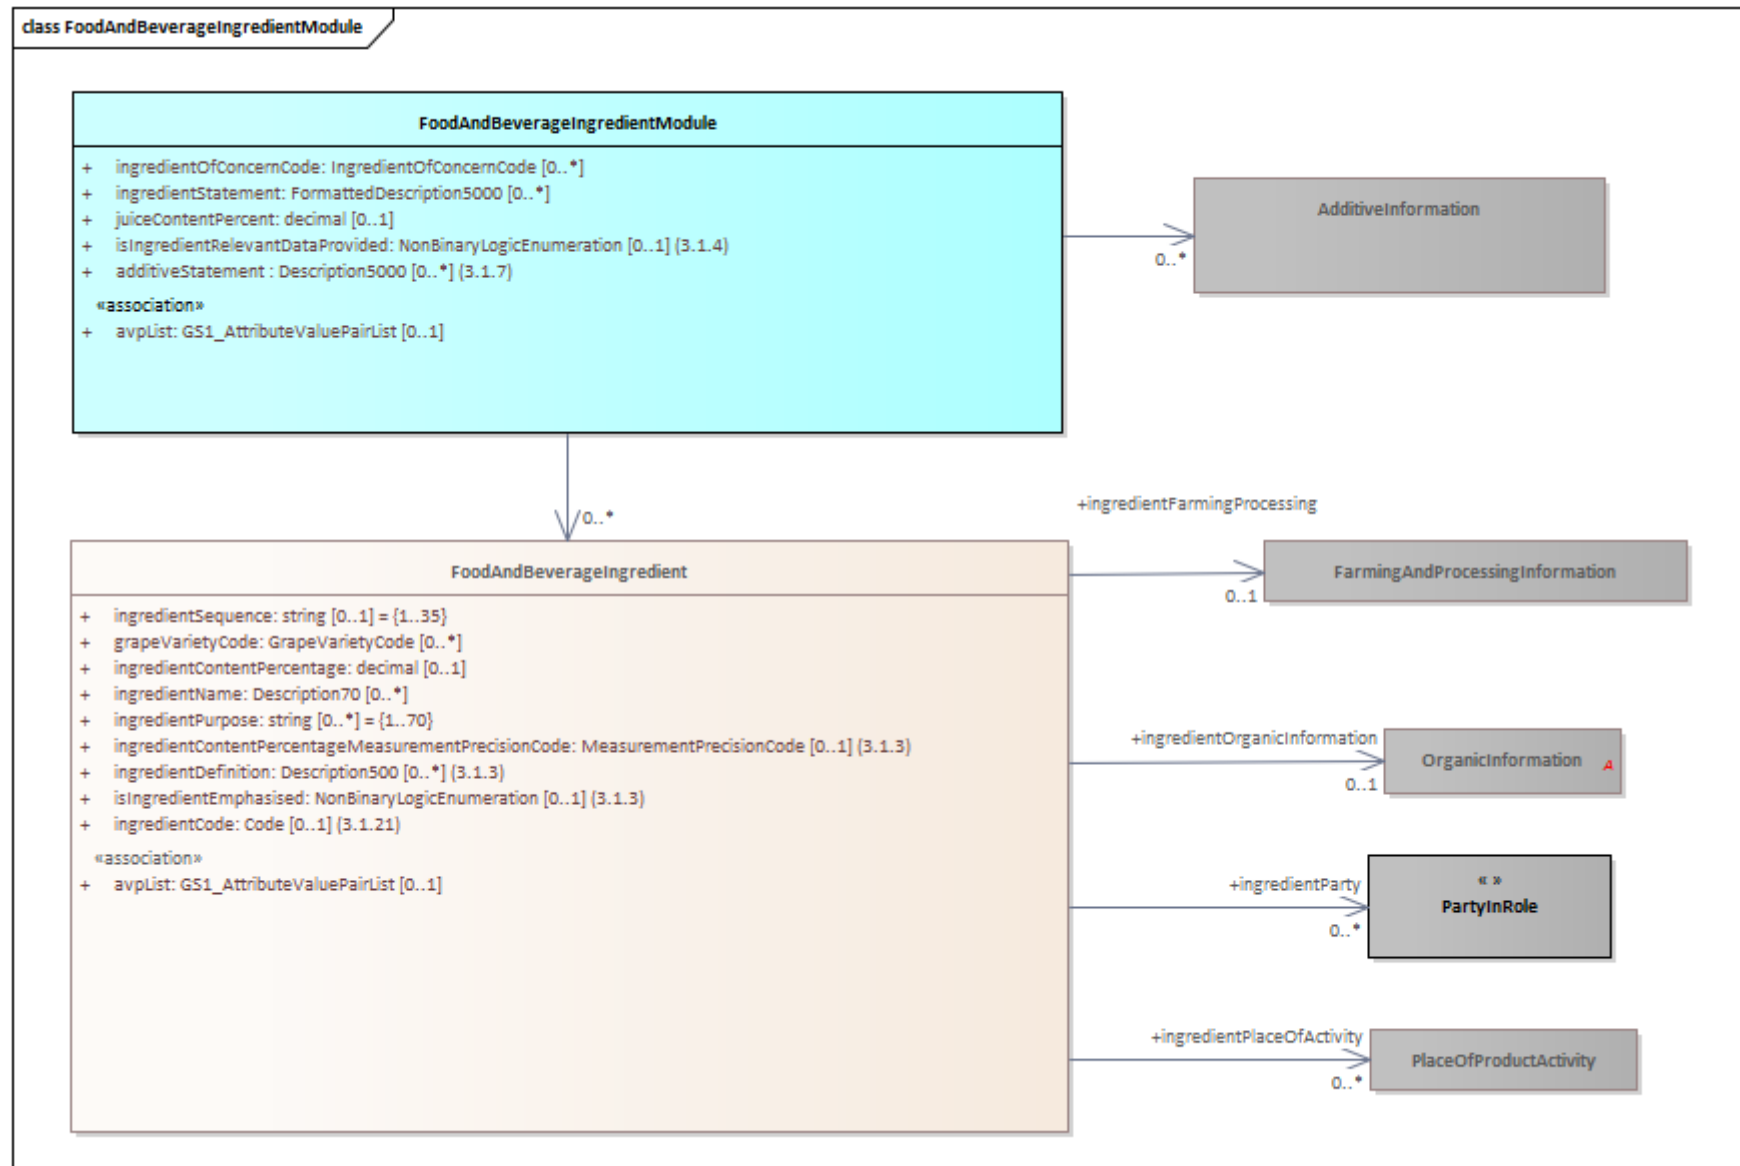 class FoodAndBeverageIngredientModule
FoodAndBeverageIngredientModule
+ ingredientOfConcernCode: IngredientOfConcernCode [0..*]
+ ingredientStatement: FormattedDescription5000 [0..*]
+ juiceContentPercent: decimal [0..1]
+ isIngredientRelevantDataProvided: NonBinaryLogicEnumeration [0..1] (3.1.4)
+ additiveStatement : Description5000 [0..*] (3.1.7)
«association»
+ avpList: GS1_AttributeValuePairList [0..1]
AdditiveInformation
0..*
0..*
FoodAndBeverageIngredient
+ ingredientSequence: string [0..1] = {1..35}
+ grapeVarietyCode: GrapeVarietyCode [0..*]
+ ingredientContentPercentage: decimal [0..1]
+ ingredientName: Description70 [0..*]
+ ingredientPurpose: string [0..*] = {1..70}
+ ingredientContentPercentageMeasurementPrecisionCode: MeasurementPrecisionCode [0..1] (3.1.3)
+ ingredientDefinition: Description500 [0..*] (3.1.3)
+ isIngredientEmphasised: NonBinaryLogicEnumeration [0..1] (3.1.3)
+ ingredientCode: Code [0..1] (3.1.21)
«association»
+ avpList: GS1_AttributeValuePairList [0..1]
+ingredientFarmingProcessing
FarmingAndProcessingInformation
0..1
+ingredientOrganicInformation
OrganicInformation A
0..1
+ingredientParty
« »
PartyInRole
0..*
+ingredientPlaceOfActivity
PlaceOfProductActivity
0..*